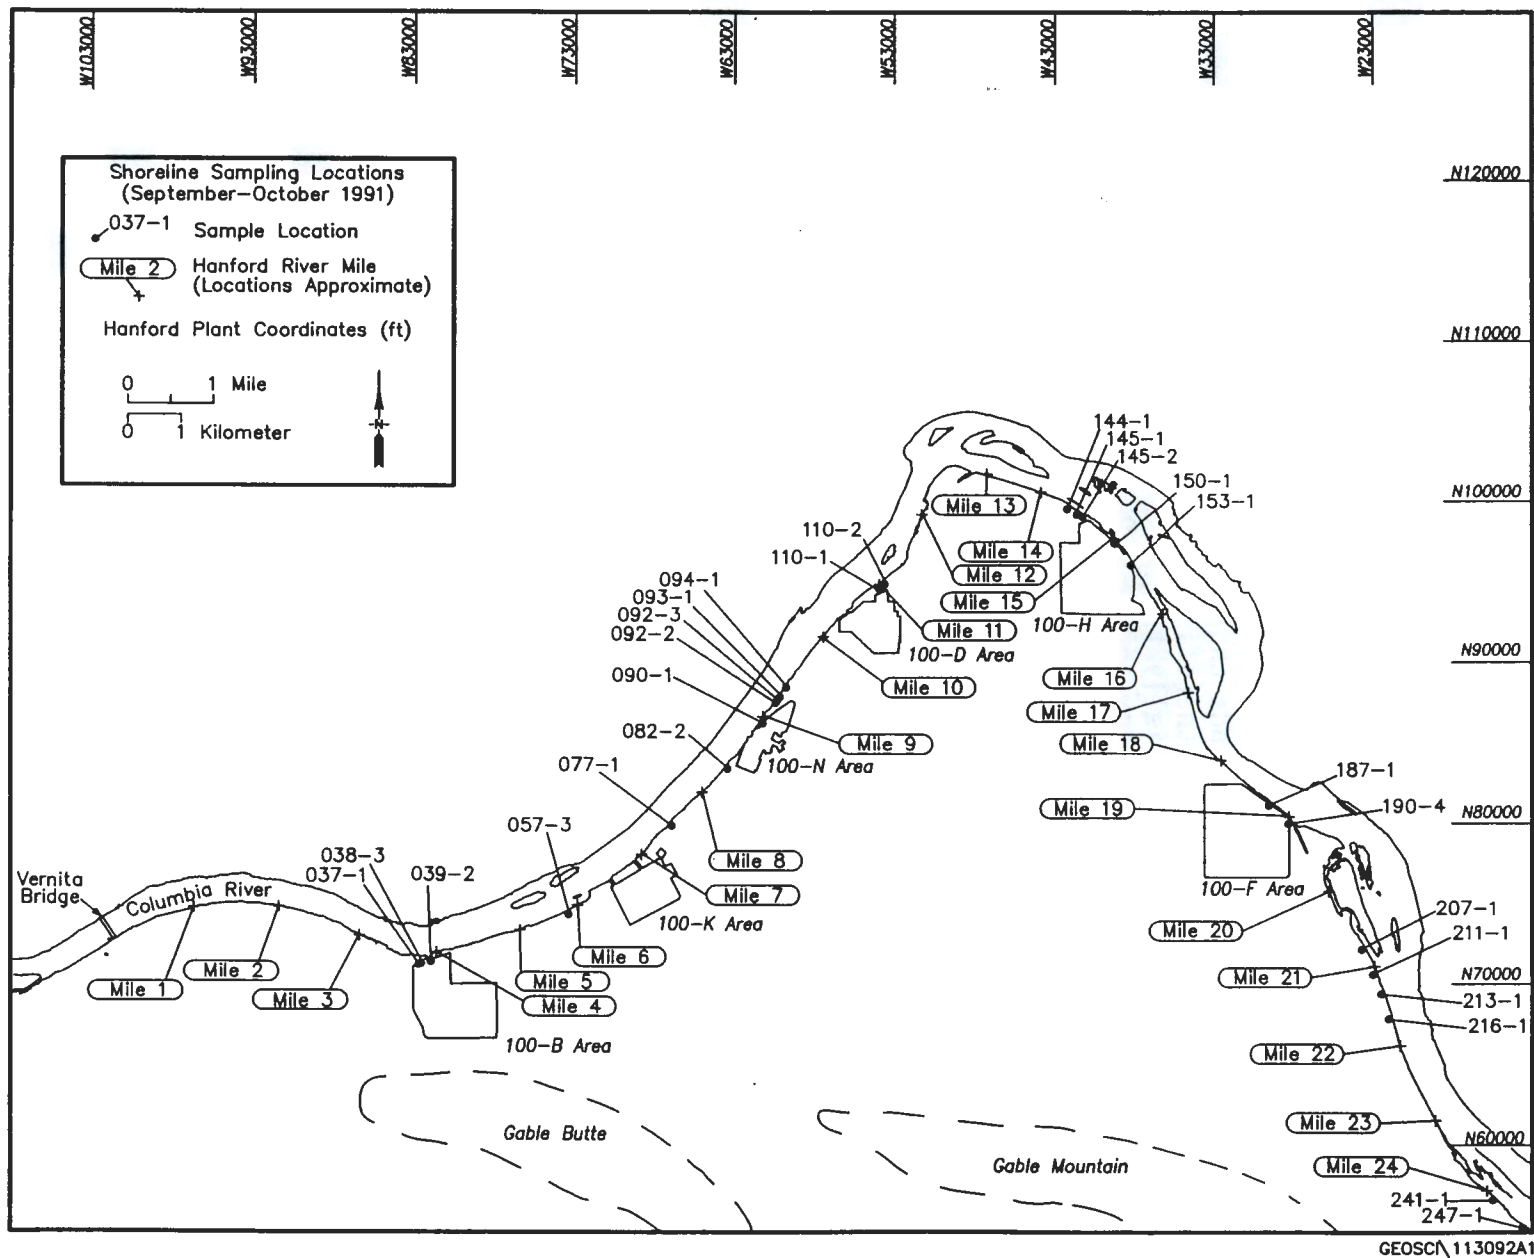 W103000
W93000
W83000
W73000
W63000
W53000
W43000
W33000
W23000
Shoreline Sampling Locations
(September-October 1991)
037-1 Sample Location
Mile 2 Hanford River Mile
(Locations Approximate)
Hanford Plant Coordinates (ft)
0 1 Mile
0 1 Kilometer
N
N120000
N110000
N100000
N90000
N80000
N70000
N60000
144-1
145-1
145-2
150-1
153-1
Mile 13
Mile 14
Mile 12
Mile 15
110-2
110-1
094-1
093-1
092-3
092-2
090-1
082-2
077-1
057-3
Mile 11
100-D Area
100-H Area
Mile 10
Mile 16
Mile 17
Mile 9
Mile 18
100-N Area
187-1
190-4
Mile 19
Mile 8
Mile 7
100-K Area
100-F Area
038-3
037-1
039-2
Vernita
Bridge
Columbia River
Mile 1
Mile 2
Mile 3
Mile 6
Mile 5
Mile 4
100-B Area
Mile 20
207-1
211-1
Mile 21
213-1
216-1
Mile 22
Mile 23
Mile 24
241-1
247-1
Gable Butte
Gable Mountain
GEOSCI\113092A1